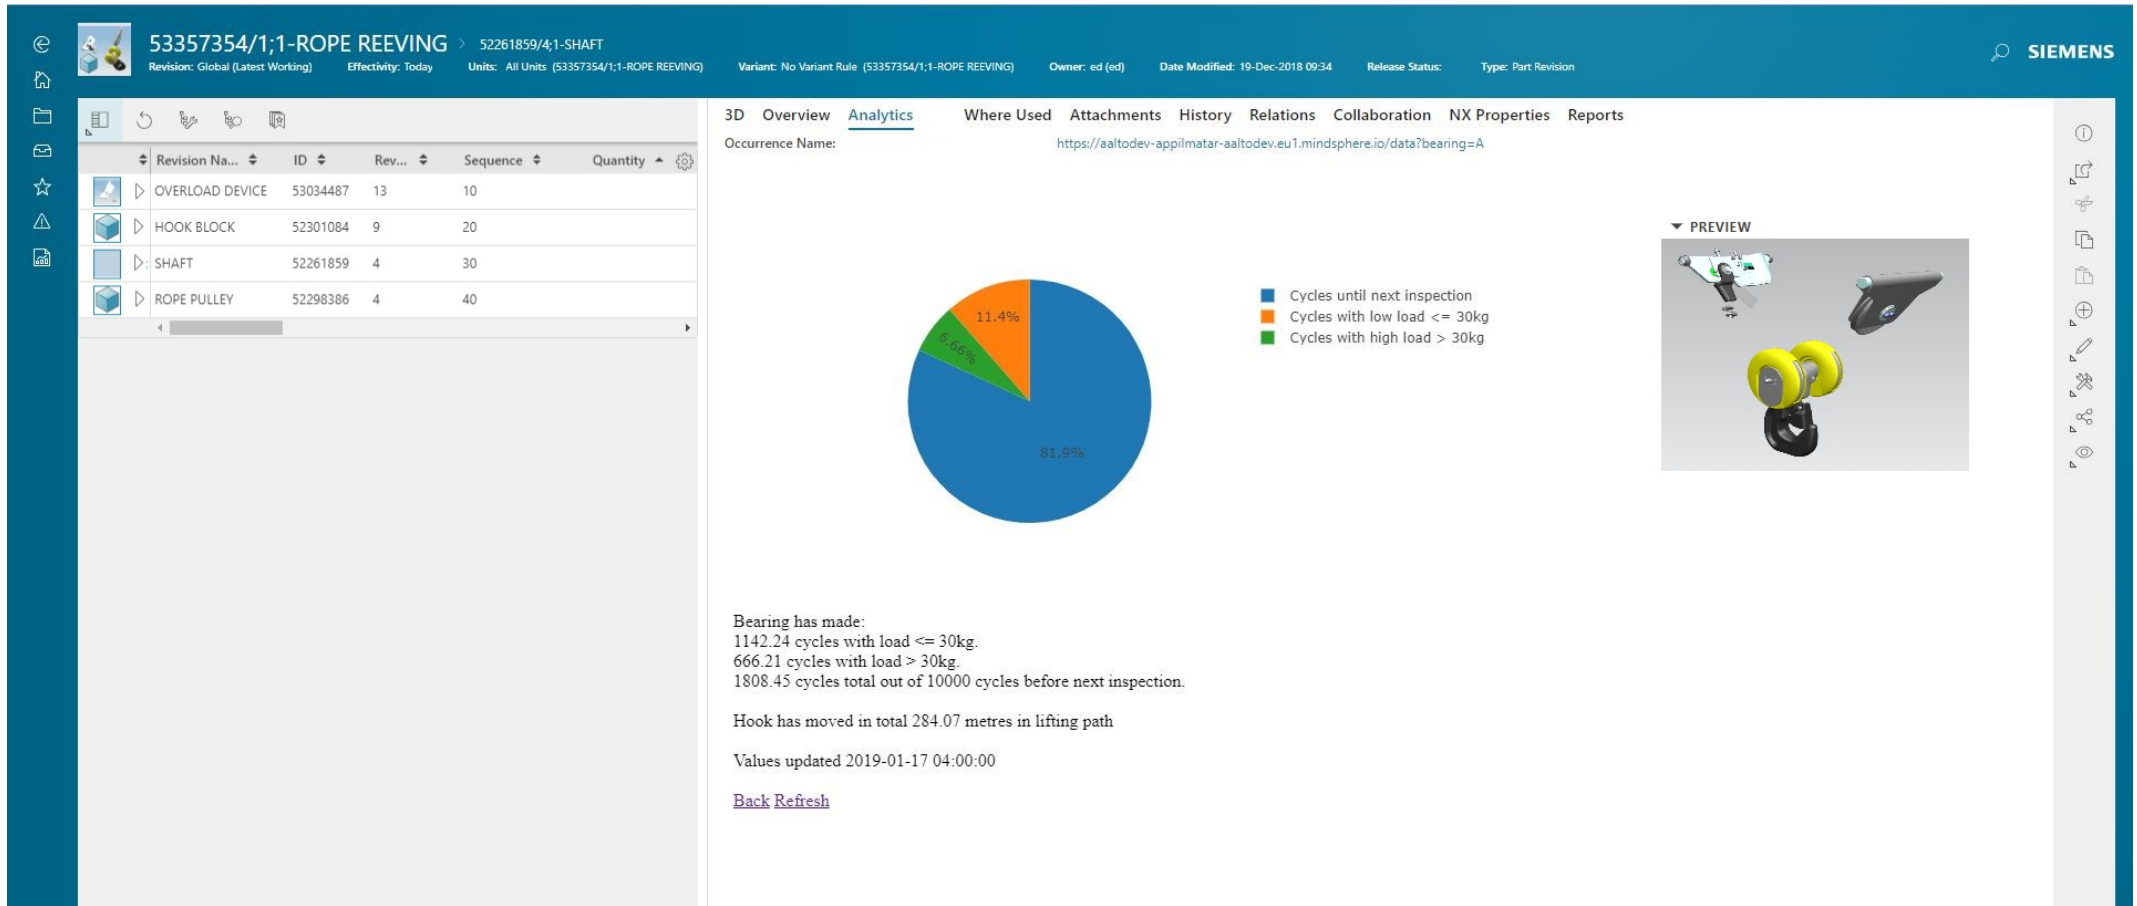 53357354/1;1-ROPE REEVING > 52261859/4;1-SHAFT
Revision: Global (Latest Working) Effectivity: Today Units: All Units (53357354/1;1-ROPE REEVING) Variant: No Variant Rule (53357354/1;1-ROPE REEVING) Owner: ed (ed) Date Modified: 19-Dec-2018 09:34 Release Status: Type: Part Revision
SIEMENS
Revision Na... ID Rev... Sequence Quantity
OVERLOAD DEVICE 53034487 13 10
HOOK BLOCK 52301084 9 20
SHAFT 52261859 4 30
ROPE PULLEY 52298386 4 40
3D Overview Analytics Where Used Attachments History Relations Collaboration NX Properties Reports
Occurrence Name: https://aaltodev-appilmatar-aaltodev.eu1.mindsphere.io/data?bearing=A
11.4%
6.66%
81.9%
Cycles until next inspection
Cycles with low load <= 30kg
Cycles with high load > 30kg
PREVIEW
Bearing has made:
1142.24 cycles with load <= 30kg.
666.21 cycles with load > 30kg.
1808.45 cycles total out of 10000 cycles before next inspection.
Hook has moved in total 284.07 metres in lifting path
Values updated 2019-01-17 04:00:00
Back Refresh